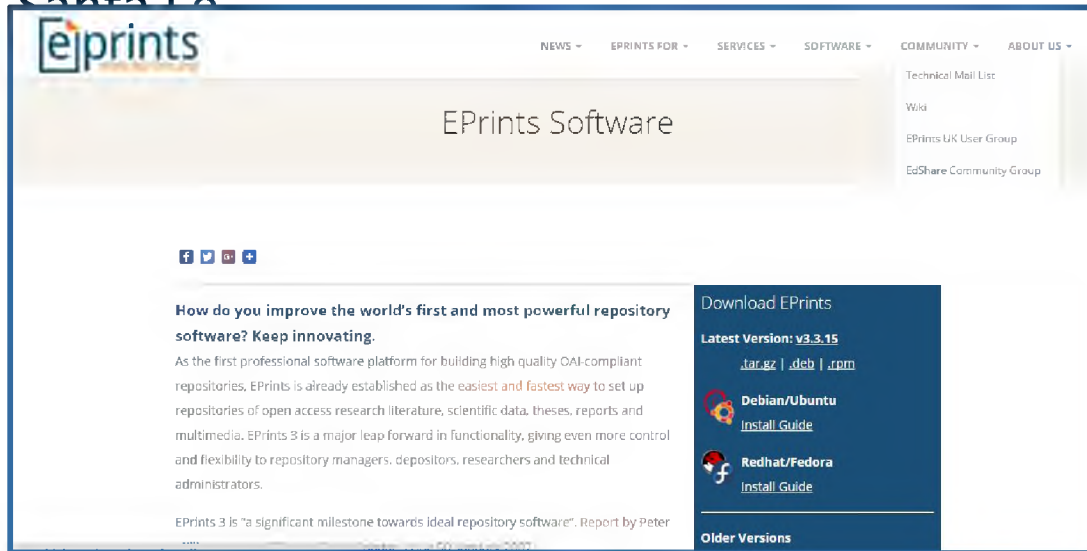 eprints
NEWS EPRINTS FOR SERVICES SOFTWARE COMMUNITY ABOUT US
Technical Mail List
Wiki
EPrints UK User Group
EdShare Community Group
EPrints Software
How do you improve the world's first and most powerful repository
software? Keep innovating.
As the first professional software platform for building high quality OAI-compliant
repositories, EPrints is already established as the easiest and fastest way to set up
repositories of open access research literature, scientific data, theses, reports and
multimedia. EPrints 3 is a major leap forward in functionality, giving even more control
and flexibility to repository managers, depositors, researchers and technical
administrators.
EPrints 3 is "a significant milestone towards ideal repository software". Report by Peter
Download EPrints
Latest Version: v3.3.15
.tar.gz | .deb | .rpm
Debian/Ubuntu
Install Guide
Redhat/Fedora
Install Guide
Older Versions